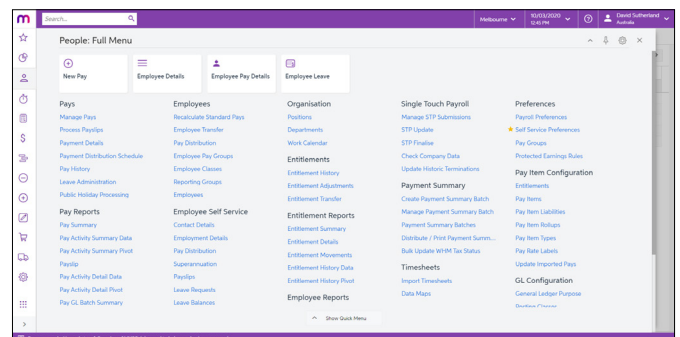 Search...
Melbourne
10/03/2020
12:45 PM
David Sutherland
Australia
People: Full Menu
New Pay
Employee Details
Employee Pay Details
Employee Leave
Pays
Manage Pays
Process Payslips
Payment Details
Payment Distribution Schedule
Pay History
Leave Administration
Public Holiday Processing
Pay Reports
Pay Summary
Pay Activity Summary Data
Pay Activity Summary Pivot
Payslip
Pay Activity Detail Data
Pay Activity Detail Pivot
Pay GL Batch Summary
Employees
Recalculate Standard Pays
Employee Transfer
Pay Distribution
Employee Pay Groups
Employee Classes
Reporting Groups
Employees
Employee Self Service
Contact Details
Employment Details
Pay Distribution
Superannuation
Payslips
Leave Requests
Leave Balances
Organisation
Positions
Departments
Work Calendar
Entitlements
Entitlement History
Entitlement Adjustments
Entitlement Transfer
Entitlement Reports
Entitlement Summary
Entitlement Details
Entitlement Movements
Entitlement History Data
Entitlement History Pivot
Employee Reports
Single Touch Payroll
Manage STP Submissions
STP Update
STP Finalise
Check Company Data
Update Historic Terminations
Payment Summary
Create Payment Summary Batch
Manage Payment Summary Batch
Payment Summary Batches
Distribute / Print Payment Summ...
Bulk Update WHM Tax Status
Timesheets
Import Timesheets
Data Maps
Preferences
Payroll Preferences
Self Service Preferences
Pay Groups
Protected Earnings Rules
Pay Item Configuration
Entitlements
Pay Items
Pay Item Liabilities
Pay Item Rollups
Pay Item Types
Pay Rate Labels
Update Imported Pays
GL Configuration
General Ledger Purpose
Posting Classes
Show Quick Menu